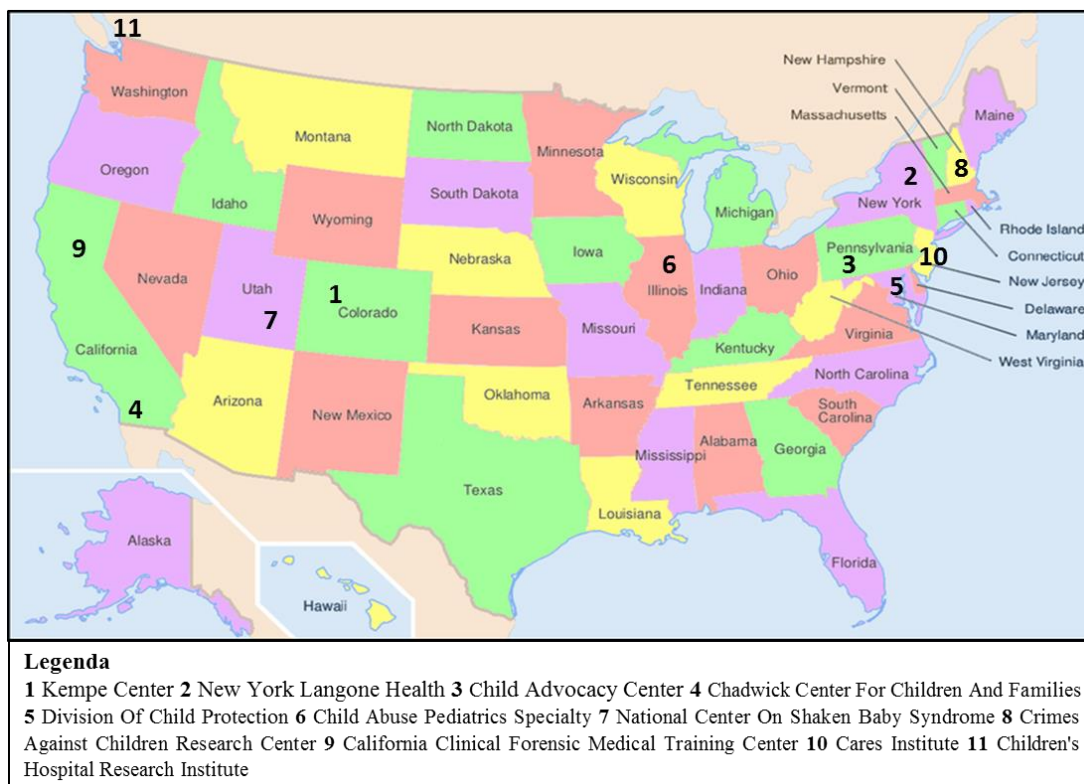 11
Washington
Montana
North Dakota
Minnesota
New Hampshire
Vermont
Massachusetts
Maine
Oregon
Idaho
Wyoming
South Dakota
Wisconsin
Michigan
2
8
New York
Rhode Island
Connecticut
New Jersey
Delaware
Maryland
West Virginia
9
Nevada
Utah
7
1
Colorado
Nebraska
Iowa
6
Illinois
Indiana
Ohio
Pennsylvania
3
10
5
California
4
Arizona
New Mexico
Kansas
Oklahoma
Missouri
Arkansas
Kentucky
Tennessee
Virginia
North Carolina
South
Carolina
Mississippi
Alabama
Georgia
Texas
Louisiana
Florida
Alaska
Hawaii
Legenda
1 Kempe Center 2 New York Langone Health 3 Child Advocacy Center 4 Chadwick Center For Children And Families
5 Division Of Child Protection 6 Child Abuse Pediatrics Specialty 7 National Center On Shaken Baby Syndrome 8 Crimes
Against Children Research Center 9 California Clinical Forensic Medical Training Center 10 Cares Institute 11 Children's
Hospital Research Institute